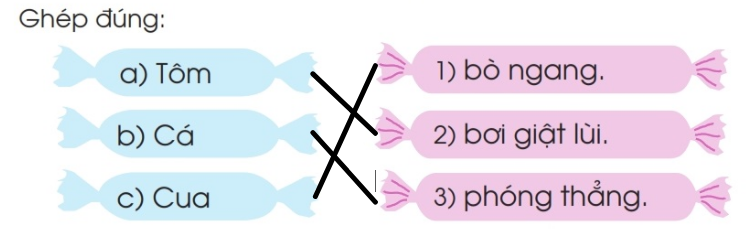 Ghép đúng:
a) Tôm
1) bò ngang.
b) Cá
2) bơi giật lùi.
c) Cua
3) phóng thẳng.